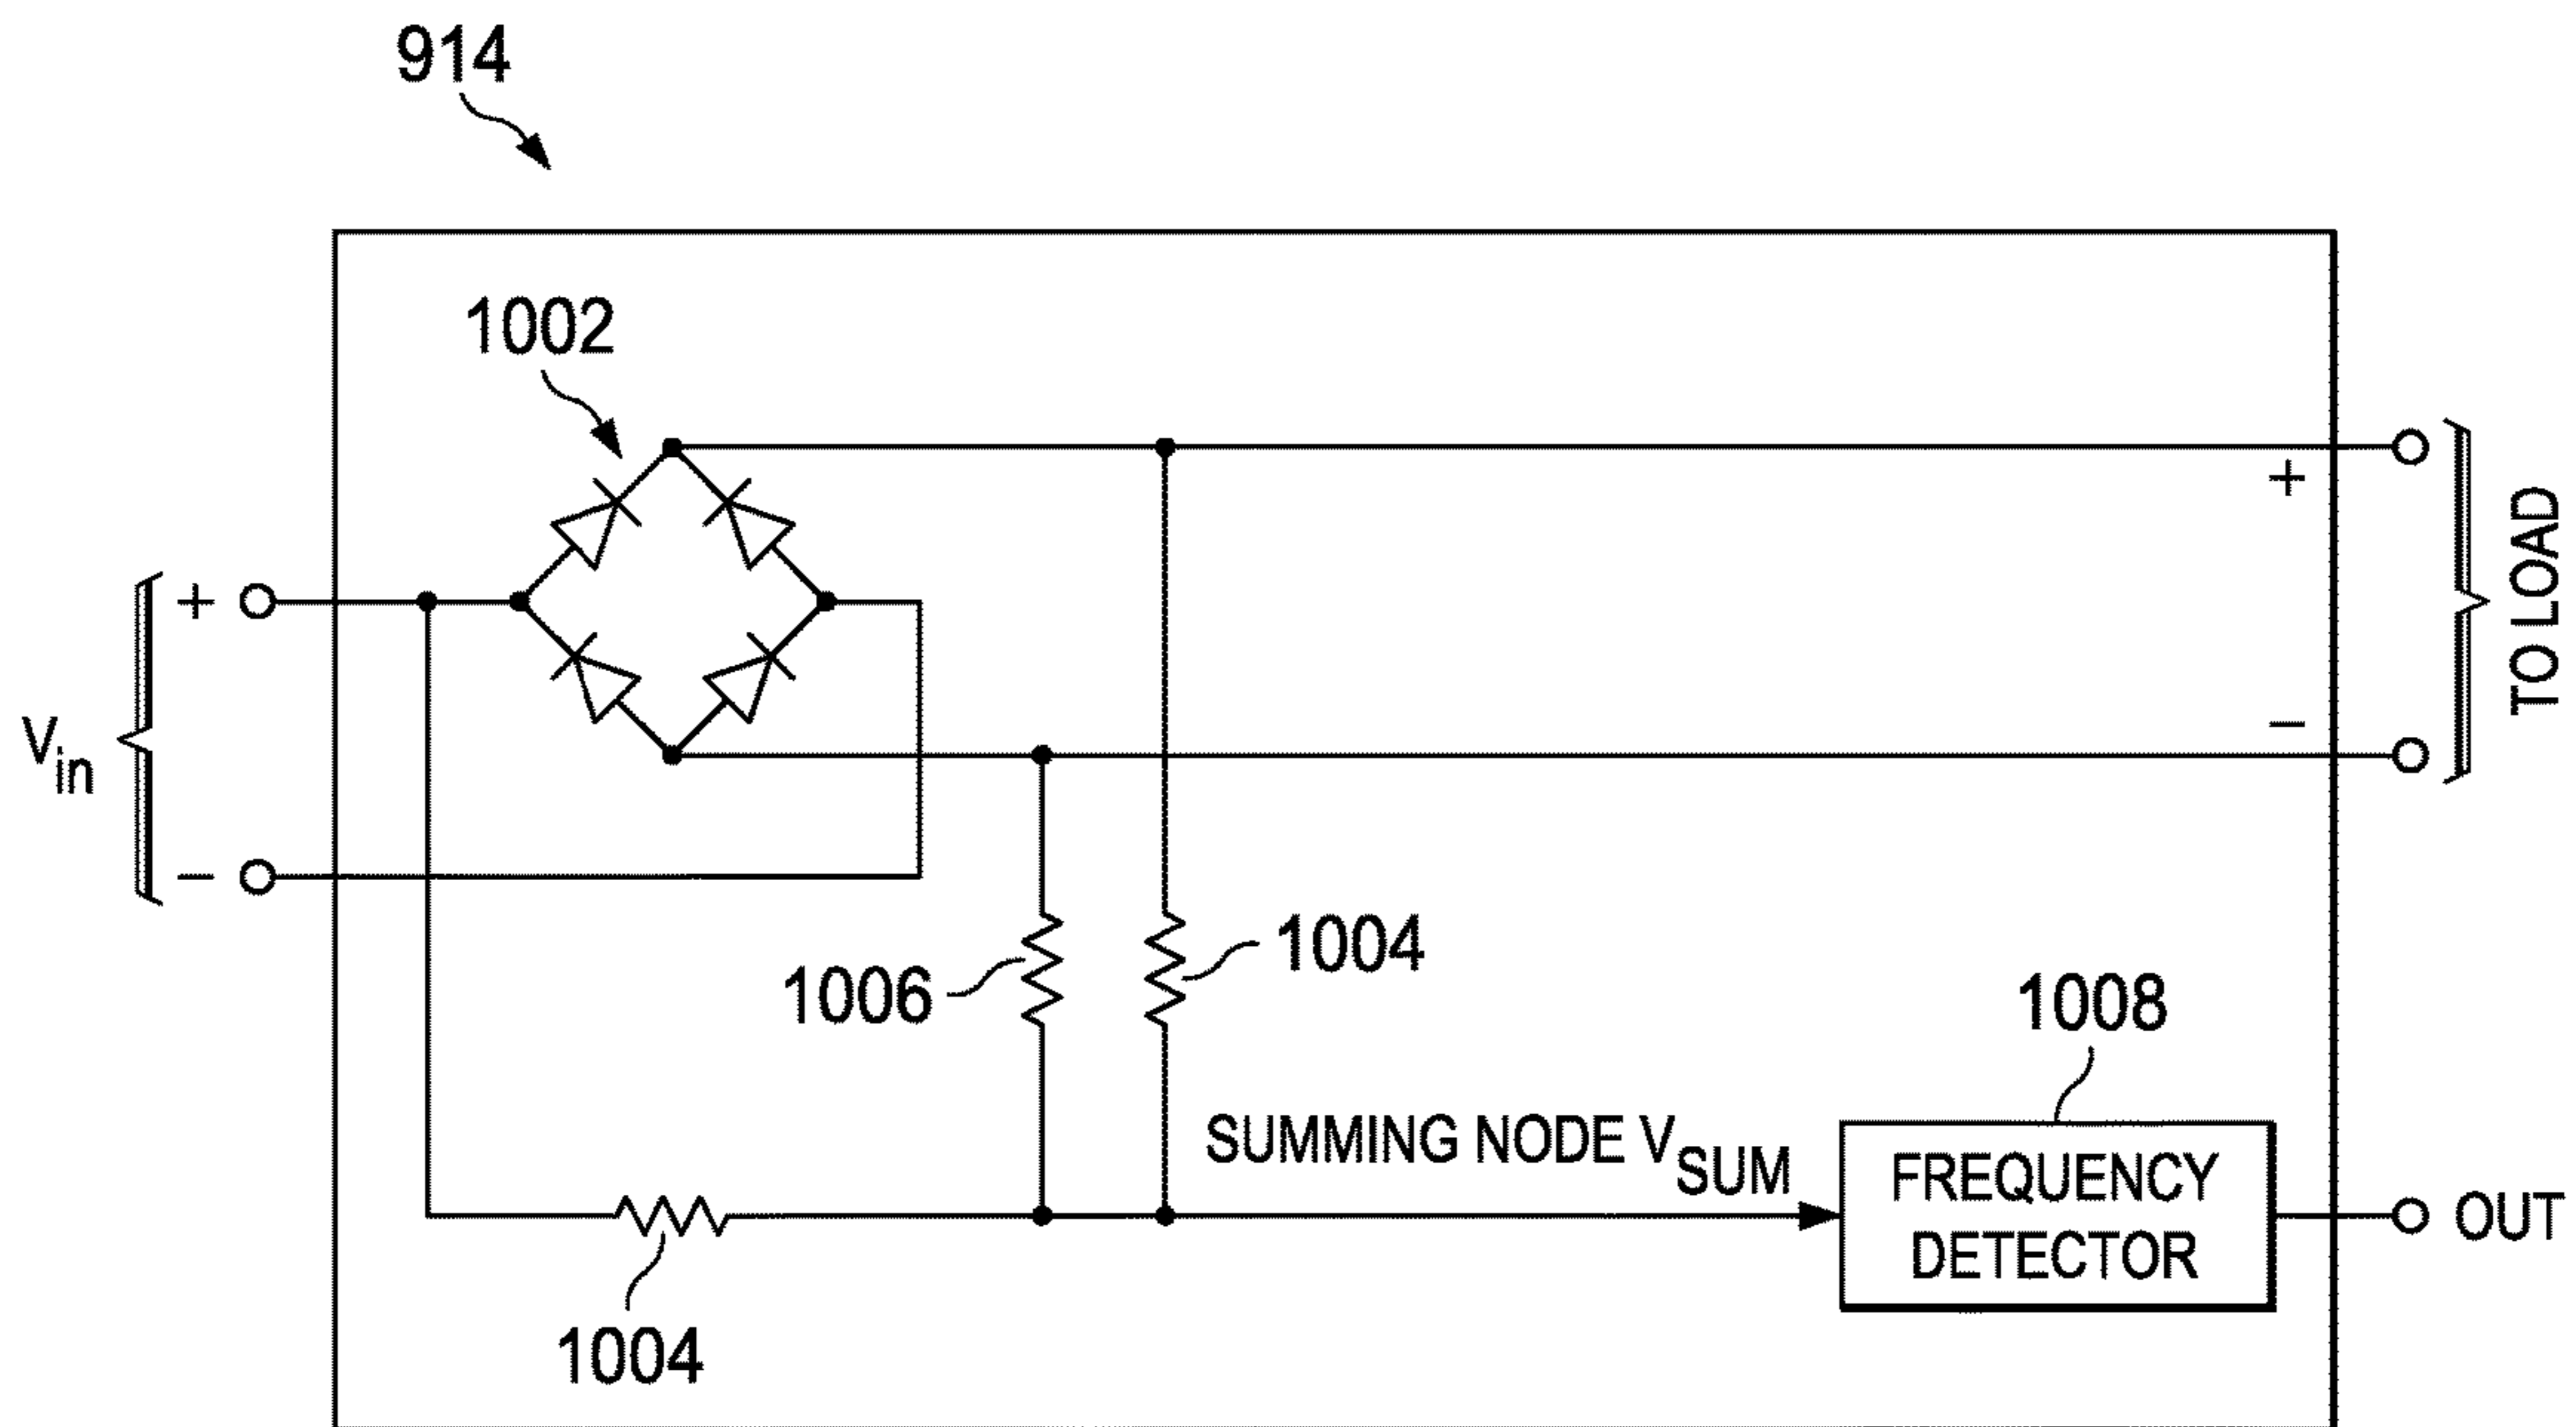 914
1002
+
Vin
−
+
−
TO LOAD
1006
1004
1008
SUMMING NODE VSUM
FREQUENCY
DETECTOR
OUT
1004